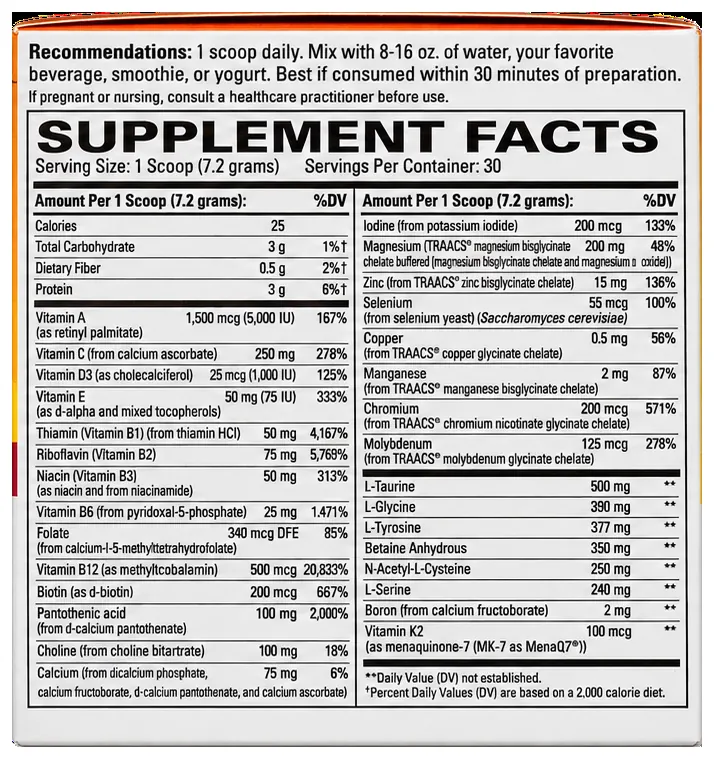 Recommendations: 1 scoop daily. Mix with 8-16 oz. of water, your favorite
beverage, smoothie, or yogurt. Best if consumed within 30 minutes of preparation.
If pregnant or nursing, consult a healthcare practitioner before use.
SUPPLEMENT FACTS
Serving Size: 1 Scoop (7.2 grams) Servings Per Container: 30
Amount Per 1 Scoop (7.2 grams): %DV
Calories 25
Total Carbohydrate 3 g 1%†
Dietary Fiber 0.5 g 2%†
Protein 3 g 6%†
Vitamin A 1,500 mcg (5,000 IU) 167%
(as retinyl palmitate)
Vitamin C (from calcium ascorbate) 250 mg 278%
Vitamin D3 (as cholecalciferol) 25 mcg (1,000 IU) 125%
Vitamin E 50 mg (75 IU) 333%
(as d-alpha and mixed tocopherols)
Thiamin (Vitamin B1) (from thiamin HCl) 50 mg 4,167%
Riboflavin (Vitamin B2) 75 mg 5,769%
Niacin (Vitamin B3) 50 mg 313%
(as niacin and from niacinamide)
Vitamin B6 (from pyridoxal-5-phosphate) 25 mg 1.471%
Folate 340 mcg DFE 85%
(from calcium-l-5-methyltetrahydrofolate)
Vitamin B12 (as methyltcobalamin) 500 mcg 20,833%
Biotin (as d-biotin) 200 mcg 667%
Pantothenic acid 100 mg 2,000%
(from d-calcium pantothenate)
Choline (from choline bitartrate) 100 mg 18%
Calcium (from dicalcium phosphate, 75 mg 6%
calcium fructoborate, d-calcium pantothenate, and calcium ascorbate)
Amount Per 1 Scoop (7.2 grams): %DV
Iodine (from potassium iodide) 200 mcg 133%
Magnesium (TRAACS® magnesium bisglycinate 200 mg 48%
chelate buffered (magnesium bisglycinate chelate and magnesium oxide))
Zinc (from TRAACS® zinc bisglycinate chelate) 15 mg 136%
Selenium 55 mcg 100%
(from selenium yeast) (Saccharomyces cerevisiae)
Copper 0.5 mg 56%
(from TRAACS® copper glycinate chelate)
Manganese 2 mg 87%
(from TRAACS® manganese bisglycinate chelate)
Chromium 200 mcg 571%
(from TRAACS® chromium nicotinate glycinate chelate)
Molybdenum 125 mcg 278%
(from TRAACS® molybdenum glycinate chelate)
L-Taurine 500 mg **
L-Glycine 390 mg **
L-Tyrosine 377 mg **
Betaine Anhydrous 350 mg **
N-Acetyl-L-Cysteine 250 mg **
L-Serine 240 mg **
Boron (from calcium fructoborate) 2 mg **
Vitamin K2 100 mcg **
(as menaquinone-7 (MK-7 as MenaQ7®))
**Daily Value (DV) not established.
†Percent Daily Values (DV) are based on a 2,000 calorie diet.